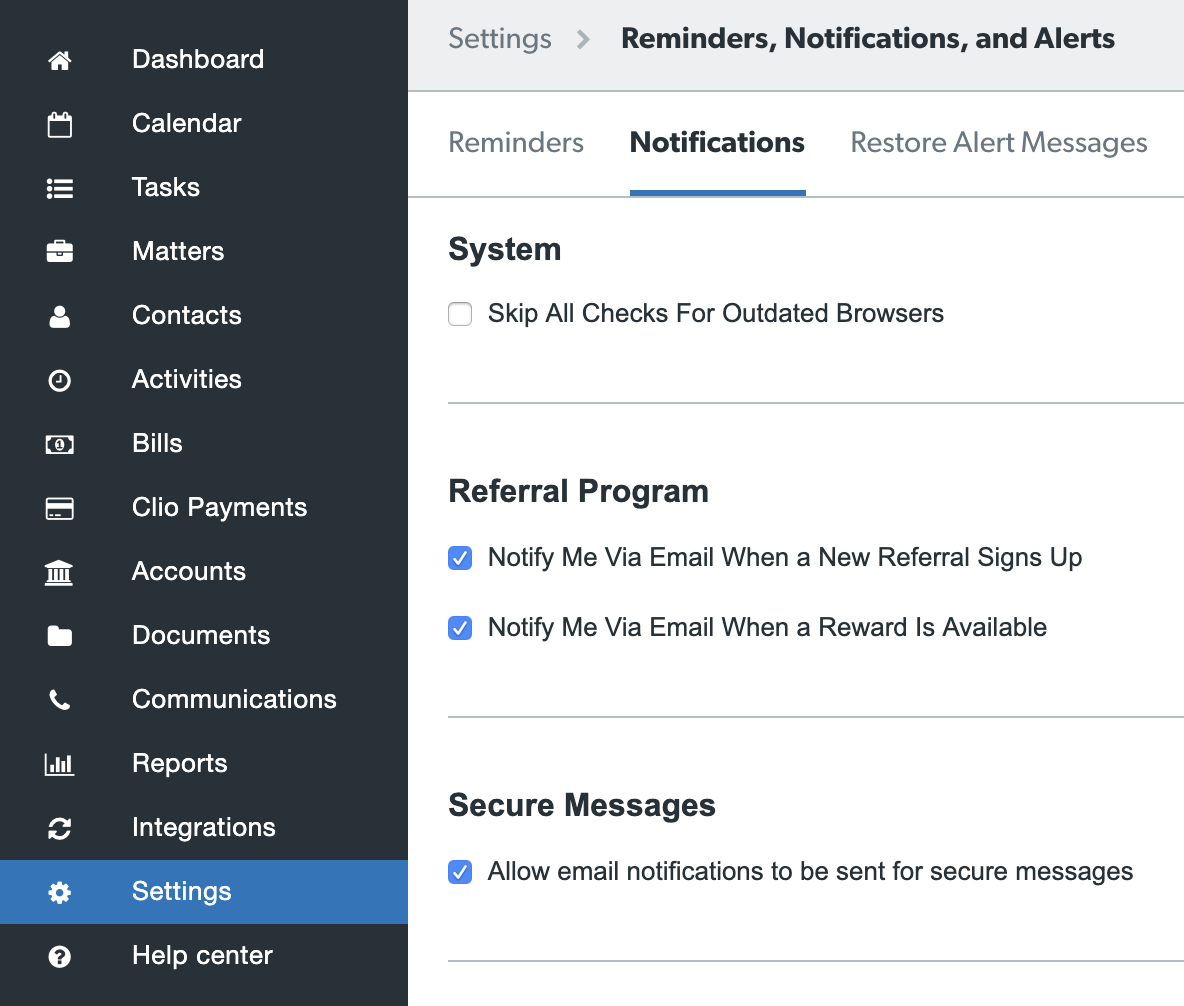 Dashboard
Calendar
Tasks
Matters
Contacts
Activities
Bills
Clio Payments
Accounts
Documents
Communications
Reports
Integrations
Settings
Help center
Settings Reminders, Notifications, and Alerts
Reminders Notifications Restore Alert Messages
System
Skip All Checks For Outdated Browsers
Referral Program
Notify Me Via Email When a New Referral Signs Up
Notify Me Via Email When a Reward Is Available
Secure Messages
Allow email notifications to be sent for secure messages